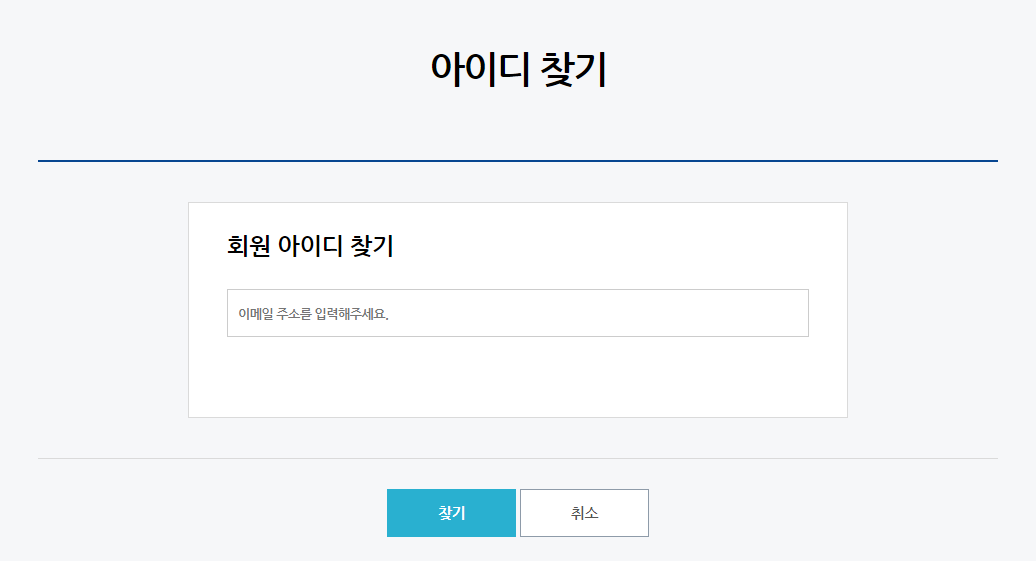 아이디 찾기
회원 아이디 찾기
이메일 주소를 입력해주세요.
찾기
취소